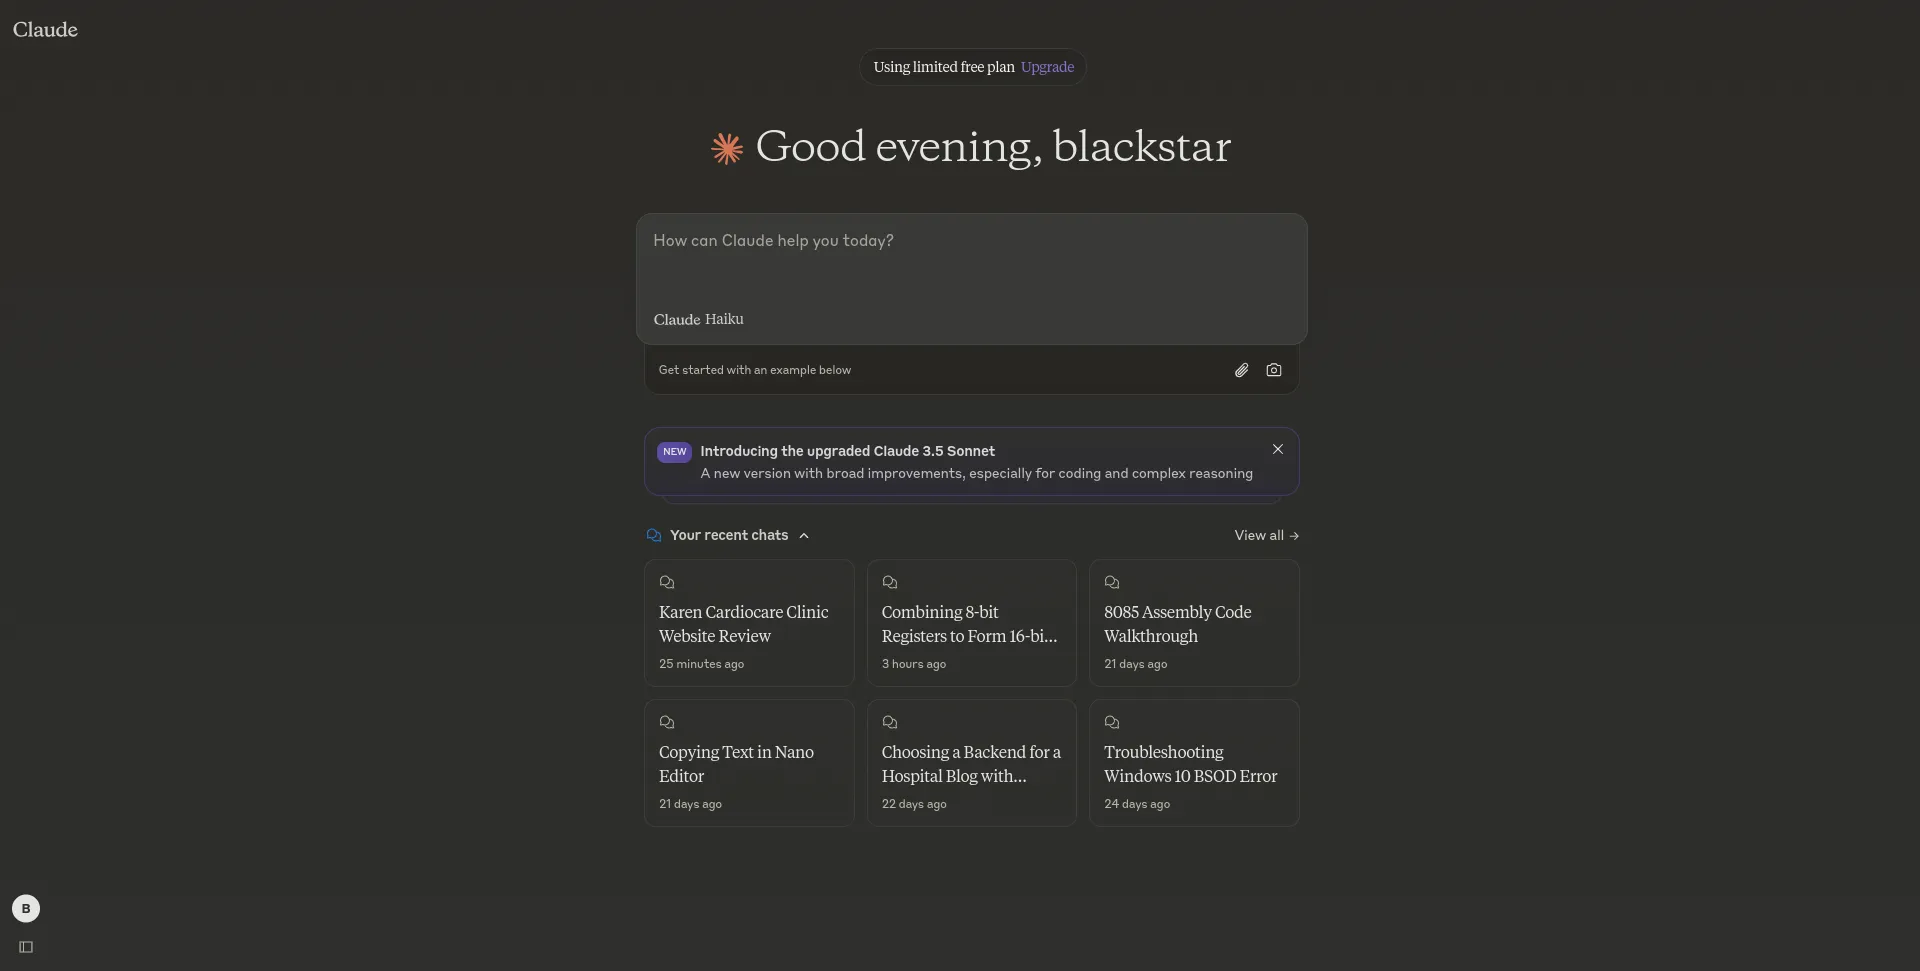 Claude
Using limited free plan Upgrade
Good evening, blackstar
How can Claude help you today?
Claude Haiku
Get started with an example below
NEW Introducing the upgraded Claude 3.5 Sonnet
A new version with broad improvements, especially for coding and complex reasoning
Your recent chats
View all →
Karen Cardiocare Clinic
Website Review
25 minutes ago
Combining 8-bit
Registers to Form 16-bi...
3 hours ago
8085 Assembly Code
Walkthrough
21 days ago
Copying Text in Nano
Editor
21 days ago
Choosing a Backend for a
Hospital Blog with...
22 days ago
Troubleshooting
Windows 10 BSOD Error
24 days ago
B